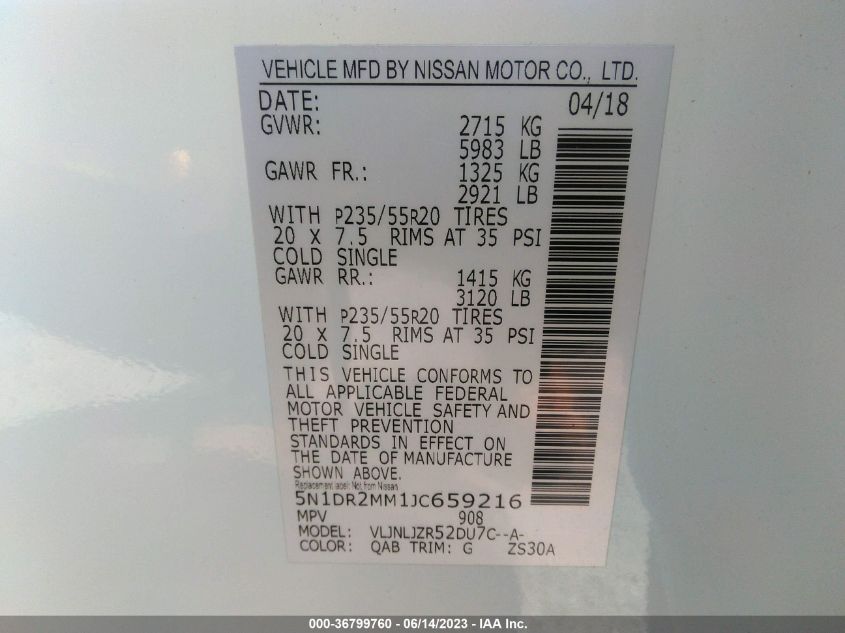 VEHICLE MFD BY NISSAN MOTOR CO., LTD.
DATE: 04/18
GVWR: 2715 KG
5983 LB
GAWR FR.: 1325 KG
2921 LB
WITH P235/55R20 TIRES
20 X 7.5 RIMS AT 35 PSI
COLD SINGLE
GAWR RR.: 1415 KG
3120 LB
WITH P235/55R20 TIRES
20 X 7.5 RIMS AT 35 PSI
COLD SINGLE
THIS VEHICLE CONFORMS TO
ALL APPLICABLE FEDERAL
MOTOR VEHICLE SAFETY AND
THEFT PREVENTION
STANDARDS IN EFFECT ON
THE DATE OF MANUFACTURE
SHOWN ABOVE.
Replacement label: Not from Nissan
5N1DR2MM1JC659216
MPV 908
MODEL: VLJNLJZR52DU7C--A-
COLOR: QAB TRIM: G ZS30A
000-36799760 - 06/14/2023 - IAA Inc.